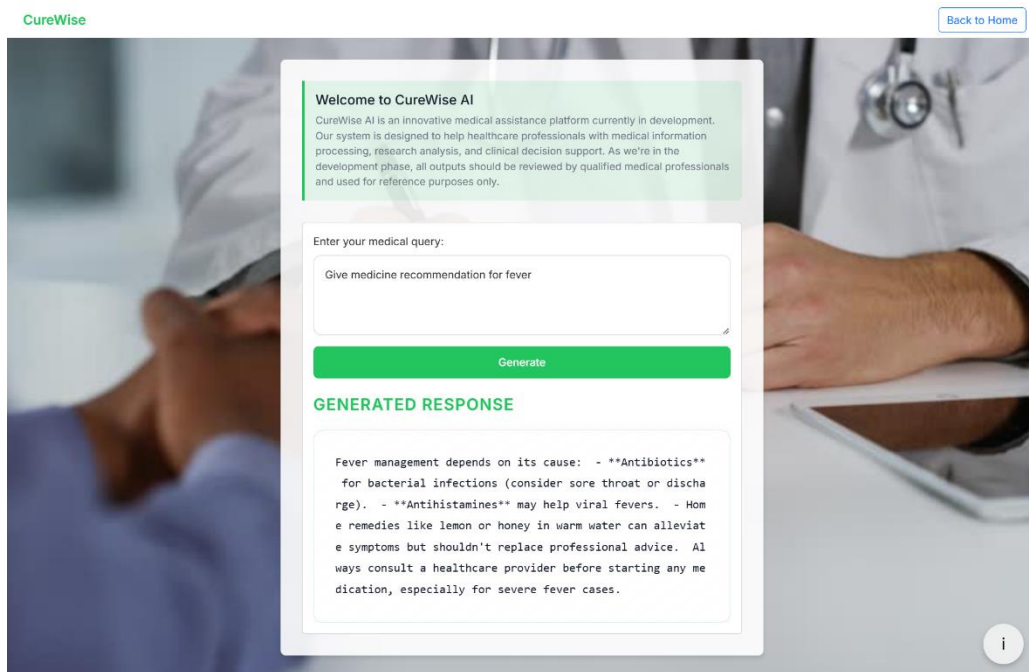 CureWise
Back to Home
Welcome to CureWise AI
CureWise AI is an innovative medical assistance platform currently in development.
Our system is designed to help healthcare professionals with medical information
processing, research analysis, and clinical decision support. As we're in the
development phase, all outputs should be reviewed by qualified medical professionals
and used for reference purposes only.
Enter your medical query:
Give medicine recommendation for fever
Generate
GENERATED RESPONSE
Fever management depends on its cause:  - **Antibiotics**
for bacterial infections (consider sore throat or discha
rge).  - **Antihistamines** may help viral fevers.  - Hom
e remedies like lemon or honey in warm water can alleviat
e symptoms but shouldn't replace professional advice.  Al
ways consult a healthcare provider before starting any me
dication, especially for severe fever cases.
i